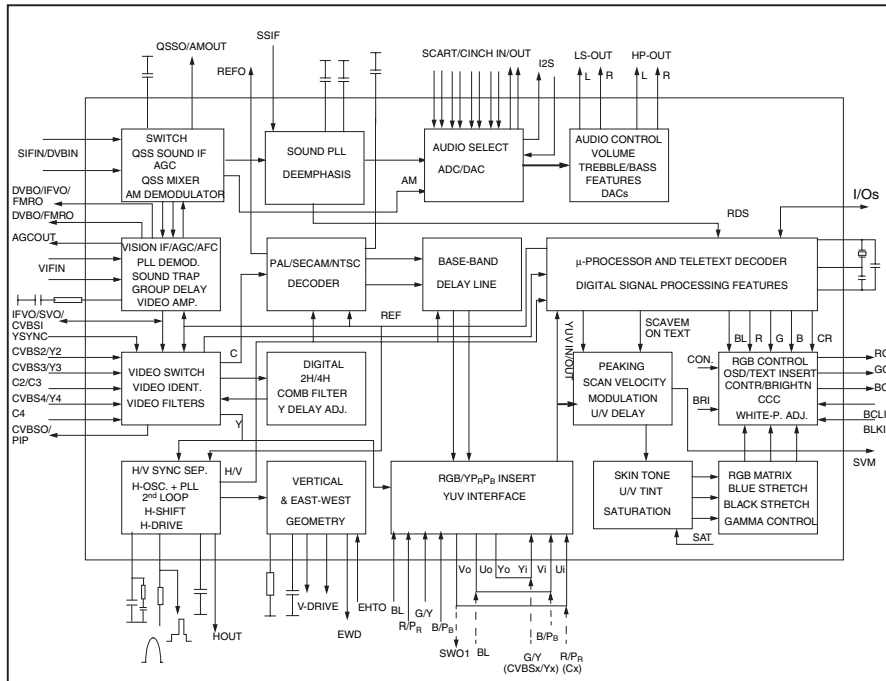 QSSO/AMOUT
SSIF
REFO
SCART/CINCH IN/OUT
I2S
LS-OUT
HP-OUT
L
R
L
R
SIFIN/DVBIN
SWITCH
QSS SOUND IF
AGC
QSS MIXER
AM DEMODULATOR
SOUND PLL
DEEMPHASIS
AUDIO SELECT
ADC/DAC
AUDIO CONTROL
VOLUME
TREBBLE/BASS
FEATURES
DACs
AM
RDS
I/Os
DVBO/IFVO/
FMRO
DVBO/FMRO
AGCOUT
VIFIN
VISION IF/AGC/AFC
PLL DEMOD.
SOUND TRAP
GROUP DELAY
VIDEO AMP.
PAL/SECAM/NTSC
DECODER
BASE-BAND
DELAY LINE
μ-PROCESSOR AND TELETEXT DECODER
DIGITAL SIGNAL PROCESSING FEATURES
IFVO/SVO/
CVBSI
YSYNC
CVBS2/Y2
CVBS3/Y3
C2/C3
CVBS4/Y4
C4
CVBSO/
PIP
REF
C
VIDEO SWITCH
VIDEO IDENT.
VIDEO FILTERS
DIGITAL
2H/4H
COMB FILTER
Y DELAY ADJ.
Y
YUV IN/OUT
SCAVEM
ON TEXT
BL
R
G
B
CR
PEAKING
SCAN VELOCITY
MODULATION
U/V DELAY
CON.
BRI
RGB CONTROL
OSD/TEXT INSERT
CONTR/BRIGHTN
CCC
WHITE-P. ADJ.
RO
GO
BO
BCLI
BLKI
SVM
H/V SYNC SEP.
H-OSC. + PLL
2nd LOOP
H-SHIFT
H-DRIVE
H/V
VERTICAL
& EAST-WEST
GEOMETRY
RGB/YPRPB INSERT
YUV INTERFACE
SKIN TONE
U/V TINT
SATURATION
RGB MATRIX
BLUE STRETCH
BLACK STRETCH
GAMMA CONTROL
SAT
Vo
Uo
Yo
Yi
Vi
Ui
HOUT
V-DRIVE
EWD
EHTO
BL
R/PR
G/Y
B/PB
SWO1
BL
B/PB
G/Y
(CVBSx/Yx)
R/PR
(Cx)